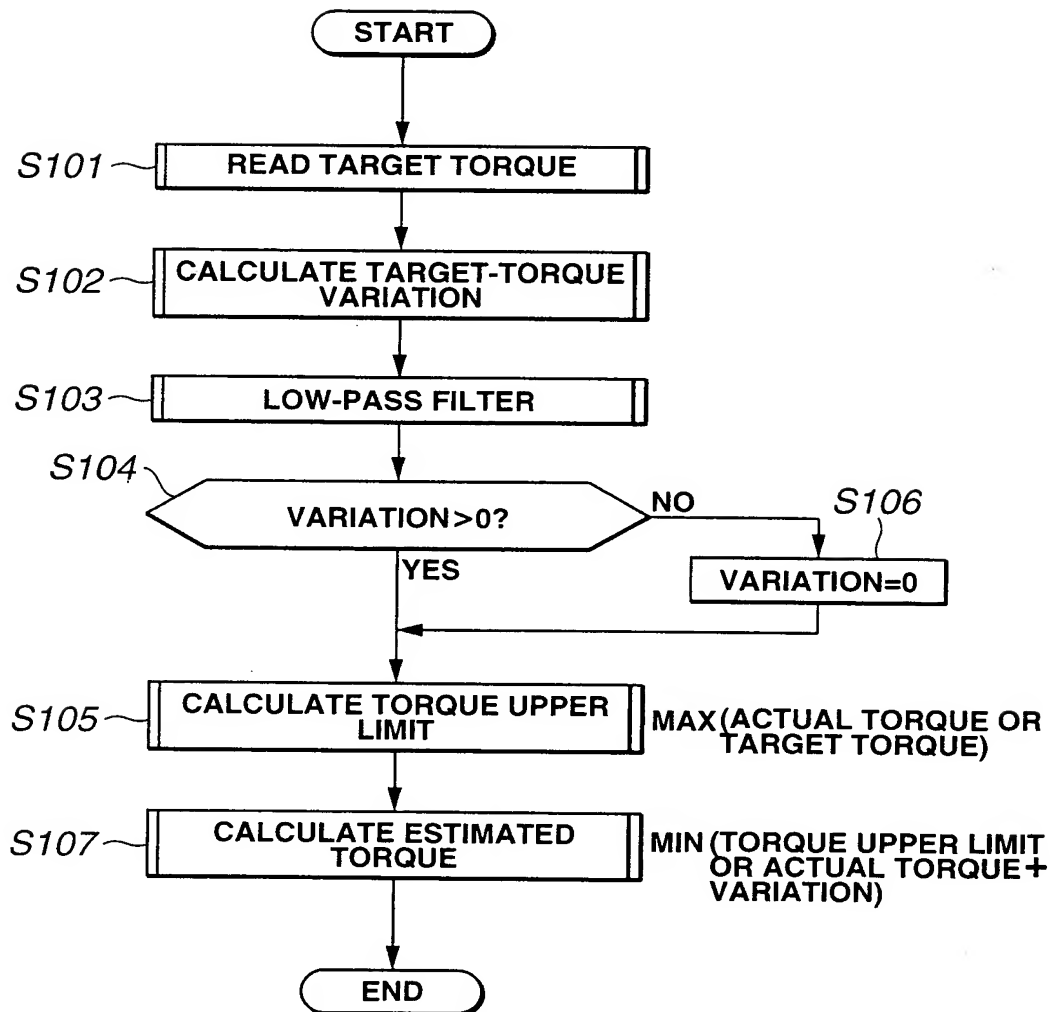 START
S101
READ TARGET TORQUE
S102
CALCULATE TARGET-TORQUE
VARIATION
S103
LOW-PASS FILTER
S104
VARIATION>0?
NO
S106
YES
VARIATION=0
S105
CALCULATE TORQUE UPPER
LIMIT
MAX(ACTUAL TORQUE OR
TARGET TORQUE)
S107
CALCULATE ESTIMATED
TORQUE
MIN (TORQUE UPPER LIMIT
OR ACTUAL TORQUE+
VARIATION)
END